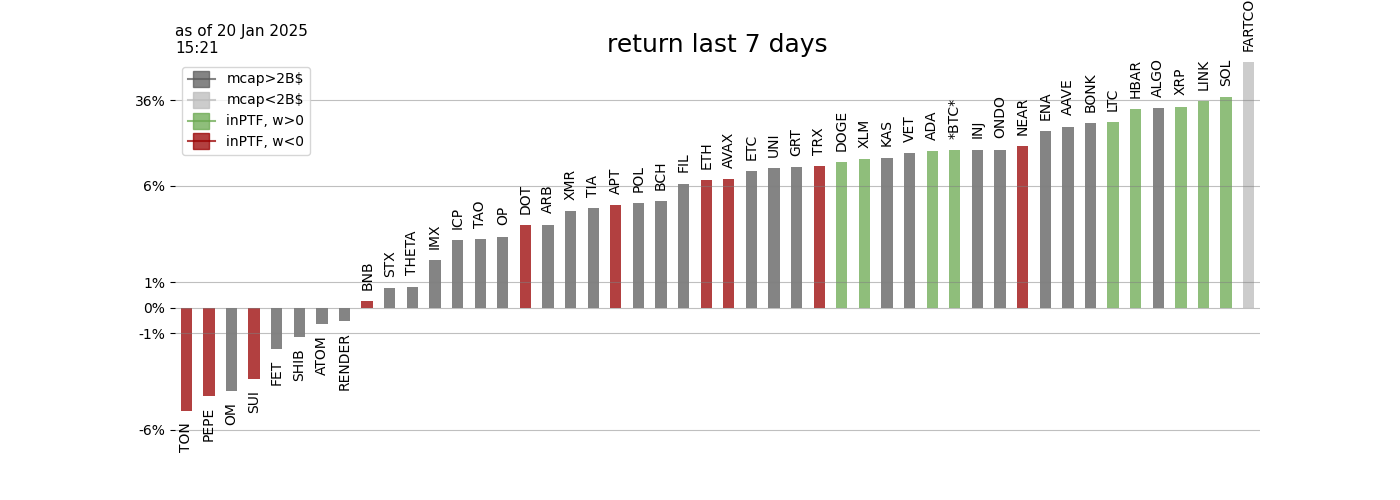 as of 20 Jan 2025
15:21
return last 7 days
mcap>2B$
mcap<2B$
inPTF, w>0
inPTF, w<0
36%
6%
1%
0%
-1%
-6%
TON
PEPE
OM
SUI
FET
SHIB
ATOM
RENDER
BNB
STX
THETA
IMX
ICP
TAO
OP
DOT
ARB
XMR
TIA
APT
POL
BCH
FIL
ETH
AVAX
ETC
UNI
GRT
TRX
DOGE
XLM
KAS
VET
ADA
*BTC*
INJ
ONDO
NEAR
ENA
AAVE
BONK
LTC
HBAR
ALGO
XRP
LINK
SOL
FARTCO